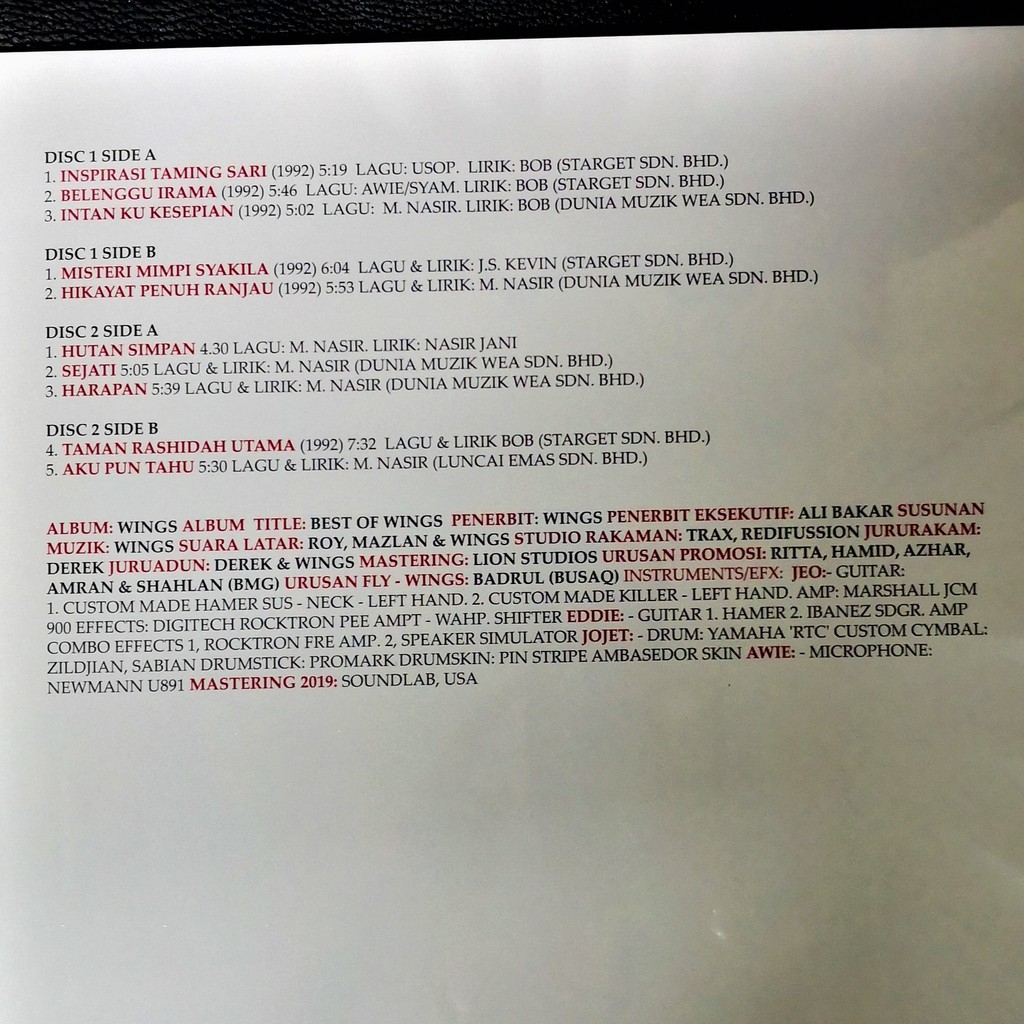 DISC 1 SIDE A
1. INSPIRASI TAMING SARI (1992) 5:19 LAGU: USOP. LIRIK: BOB (STARGET SDN. BHD.)
2. BELENGGU IRAMA (1992) 5:46 LAGU: AWIE/SYAM. LIRIK: BOB (STARGET SDN. BHD.)
3. INTAN KU KESEPIAN (1992) 5:02 LAGU: M. NASIR. LIRIK: BOB (DUNIA MUZIK WEA SDN. BHD.)
DISC 1 SIDE B
1. MISTERI MIMPI SYAKILA (1992) 6:04 LAGU & LIRIK: J.S. KEVIN (STARGET SDN. BHD.)
2. HIKAYAT PENUH RANJAU (1992) 5:53 LAGU & LIRIK: M. NASIR (DUNIA MUZIK WEA SDN. BHD.)
DISC 2 SIDE A
1. HUTAN SIMPAN 4.30 LAGU: M. NASIR. LIRIK: NASIR JANI
2. SEJATI 5:05 LAGU & LIRIK: M. NASIR (DUNIA MUZIK WEA SDN. BHD.)
3. HARAPAN 5:39 LAGU & LIRIK: M. NASIR (DUNIA MUZIK WEA SDN. BHD.)
DISC 2 SIDE B
4. TAMAN RASHIDAH UTAMA (1992) 7:32 LAGU & LIRIK BOB (STARGET SDN. BHD.)
5. AKU PUN TAHU 5:30 LAGU & LIRIK: M. NASIR (LUNCAI EMAS SDN. BHD.)
ALBUM: WINGS ALBUM TITLE: BEST OF WINGS PENERBIT: WINGS PENERBIT EKSEKUTIF: ALI BAKAR SUSUNAN
MUZIK: WINGS SUARA LATAR: ROY, MAZLAN & WINGS STUDIO RAKAMAN: TRAX, REDIFUSSION JURURAKAM:
DEREK JURUADUN: DEREK & WINGS MASTERING: LION STUDIOS URUSAN PROMOSI: RITTA, HAMID, AZHAR,
AMRAN & SHAHLAN (BMG) URUSAN FLY - WINGS: BADRUL (BUSAQ) INSTRUMENTS/EFX: JEO:- GUITAR:
1. CUSTOM MADE HAMER SUS - NECK - LEFT HAND. 2. CUSTOM MADE KILLER - LEFT HAND. AMP: MARSHALL JCM
900 EFFECTS: DIGITECH ROCKTRON PEE AMPT - WAHP. SHIFTER EDDIE: - GUITAR 1. HAMER 2. IBANEZ SDGR. AMP
COMBO EFFECTS 1, ROCKTRON FRE AMP. 2, SPEAKER SIMULATOR JOJET: - DRUM: YAMAHA 'RTC' CUSTOM CYMBAL:
ZILDJIAN, SABIAN DRUMSTICK: PROMARK DRUMSKIN: PIN STRIPE AMBASEDOR SKIN AWIE: - MICROPHONE:
NEWMANN U891 MASTERING 2019: SOUNDLAB, USA